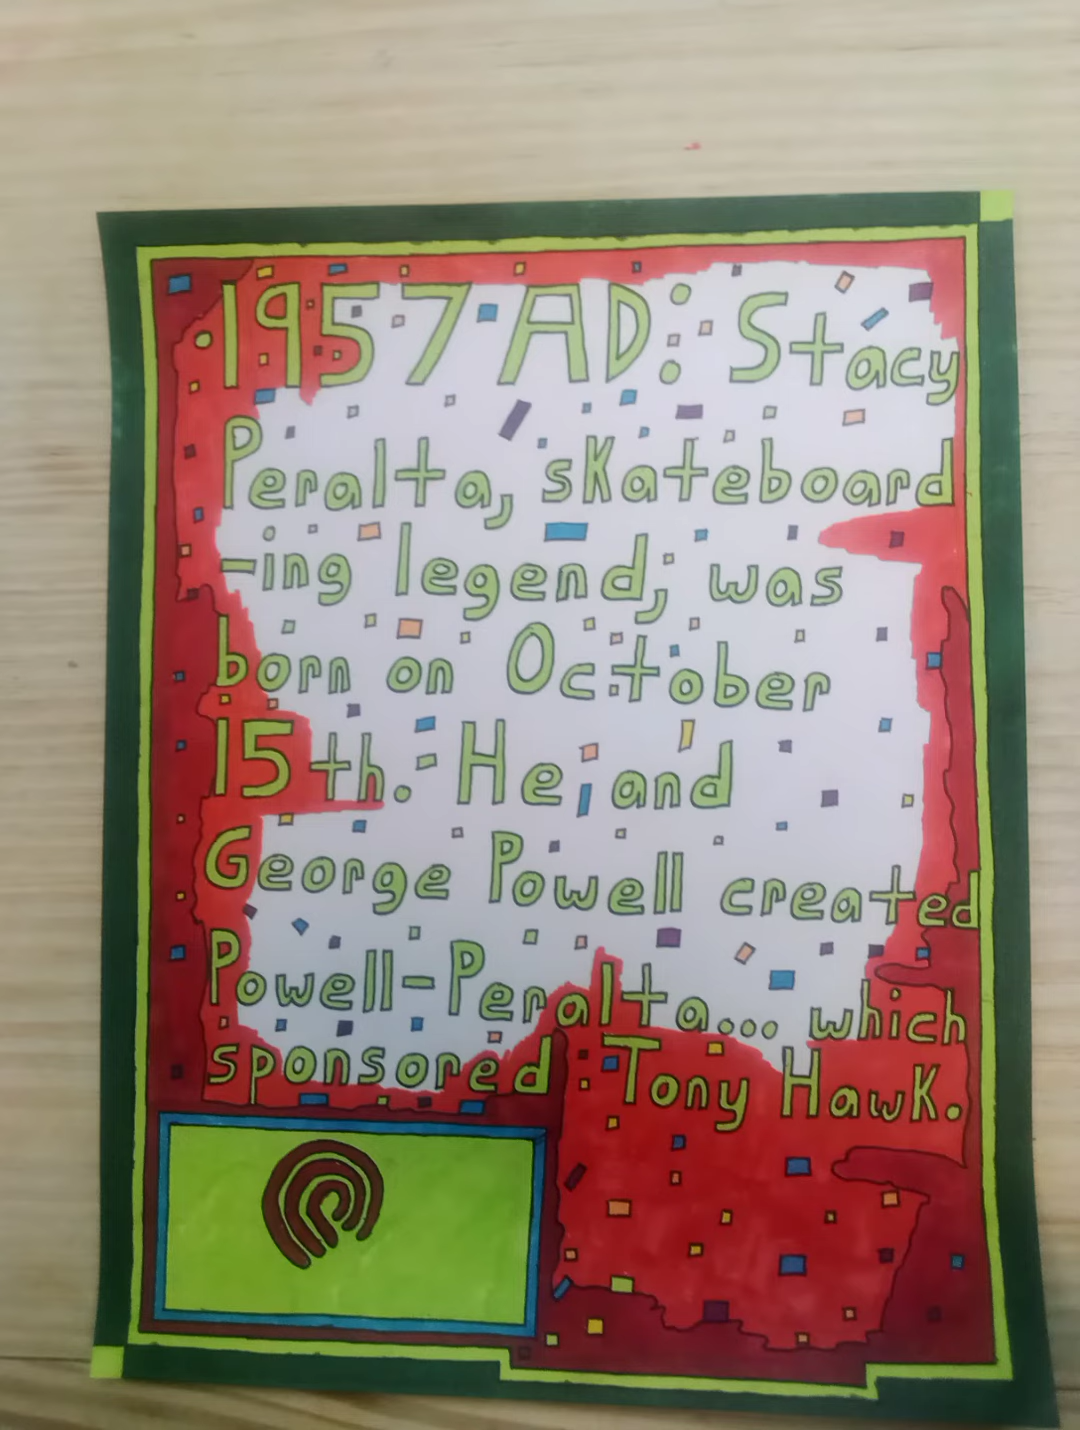 1957 AD: Stacy
Peralta, skateboard
-ing legend, was
born on October
15th. He and
George Powell created
Powell-Peralta... which
sponsored Tony Hawk.